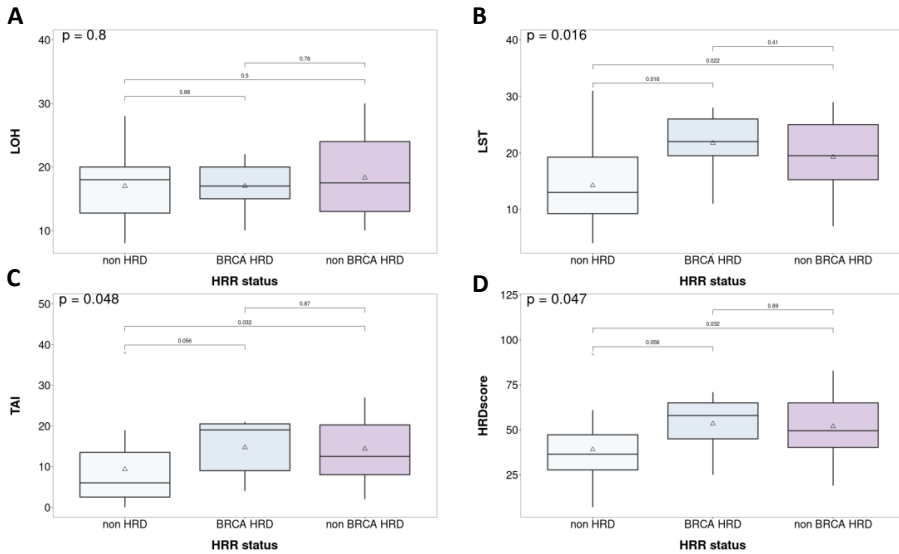 A
p = 0.8
40
30
20
10
LOH
0.78
0.5
0.88
non HRD
BRCA HRD
non BRCA HRD
HRR status
B
p = 0.016
40
30
20
10
LST
0.41
0.022
0.016
non HRD
BRCA HRD
non BRCA HRD
HRR status
C
p = 0.048
50
40
30
20
10
0
TAI
0.87
0.032
0.056
non HRD
BRCA HRD
non BRCA HRD
HRR status
D
p = 0.047
125
100
75
50
25
HRDscore
0.89
0.032
0.056
non HRD
BRCA HRD
non BRCA HRD
HRR status